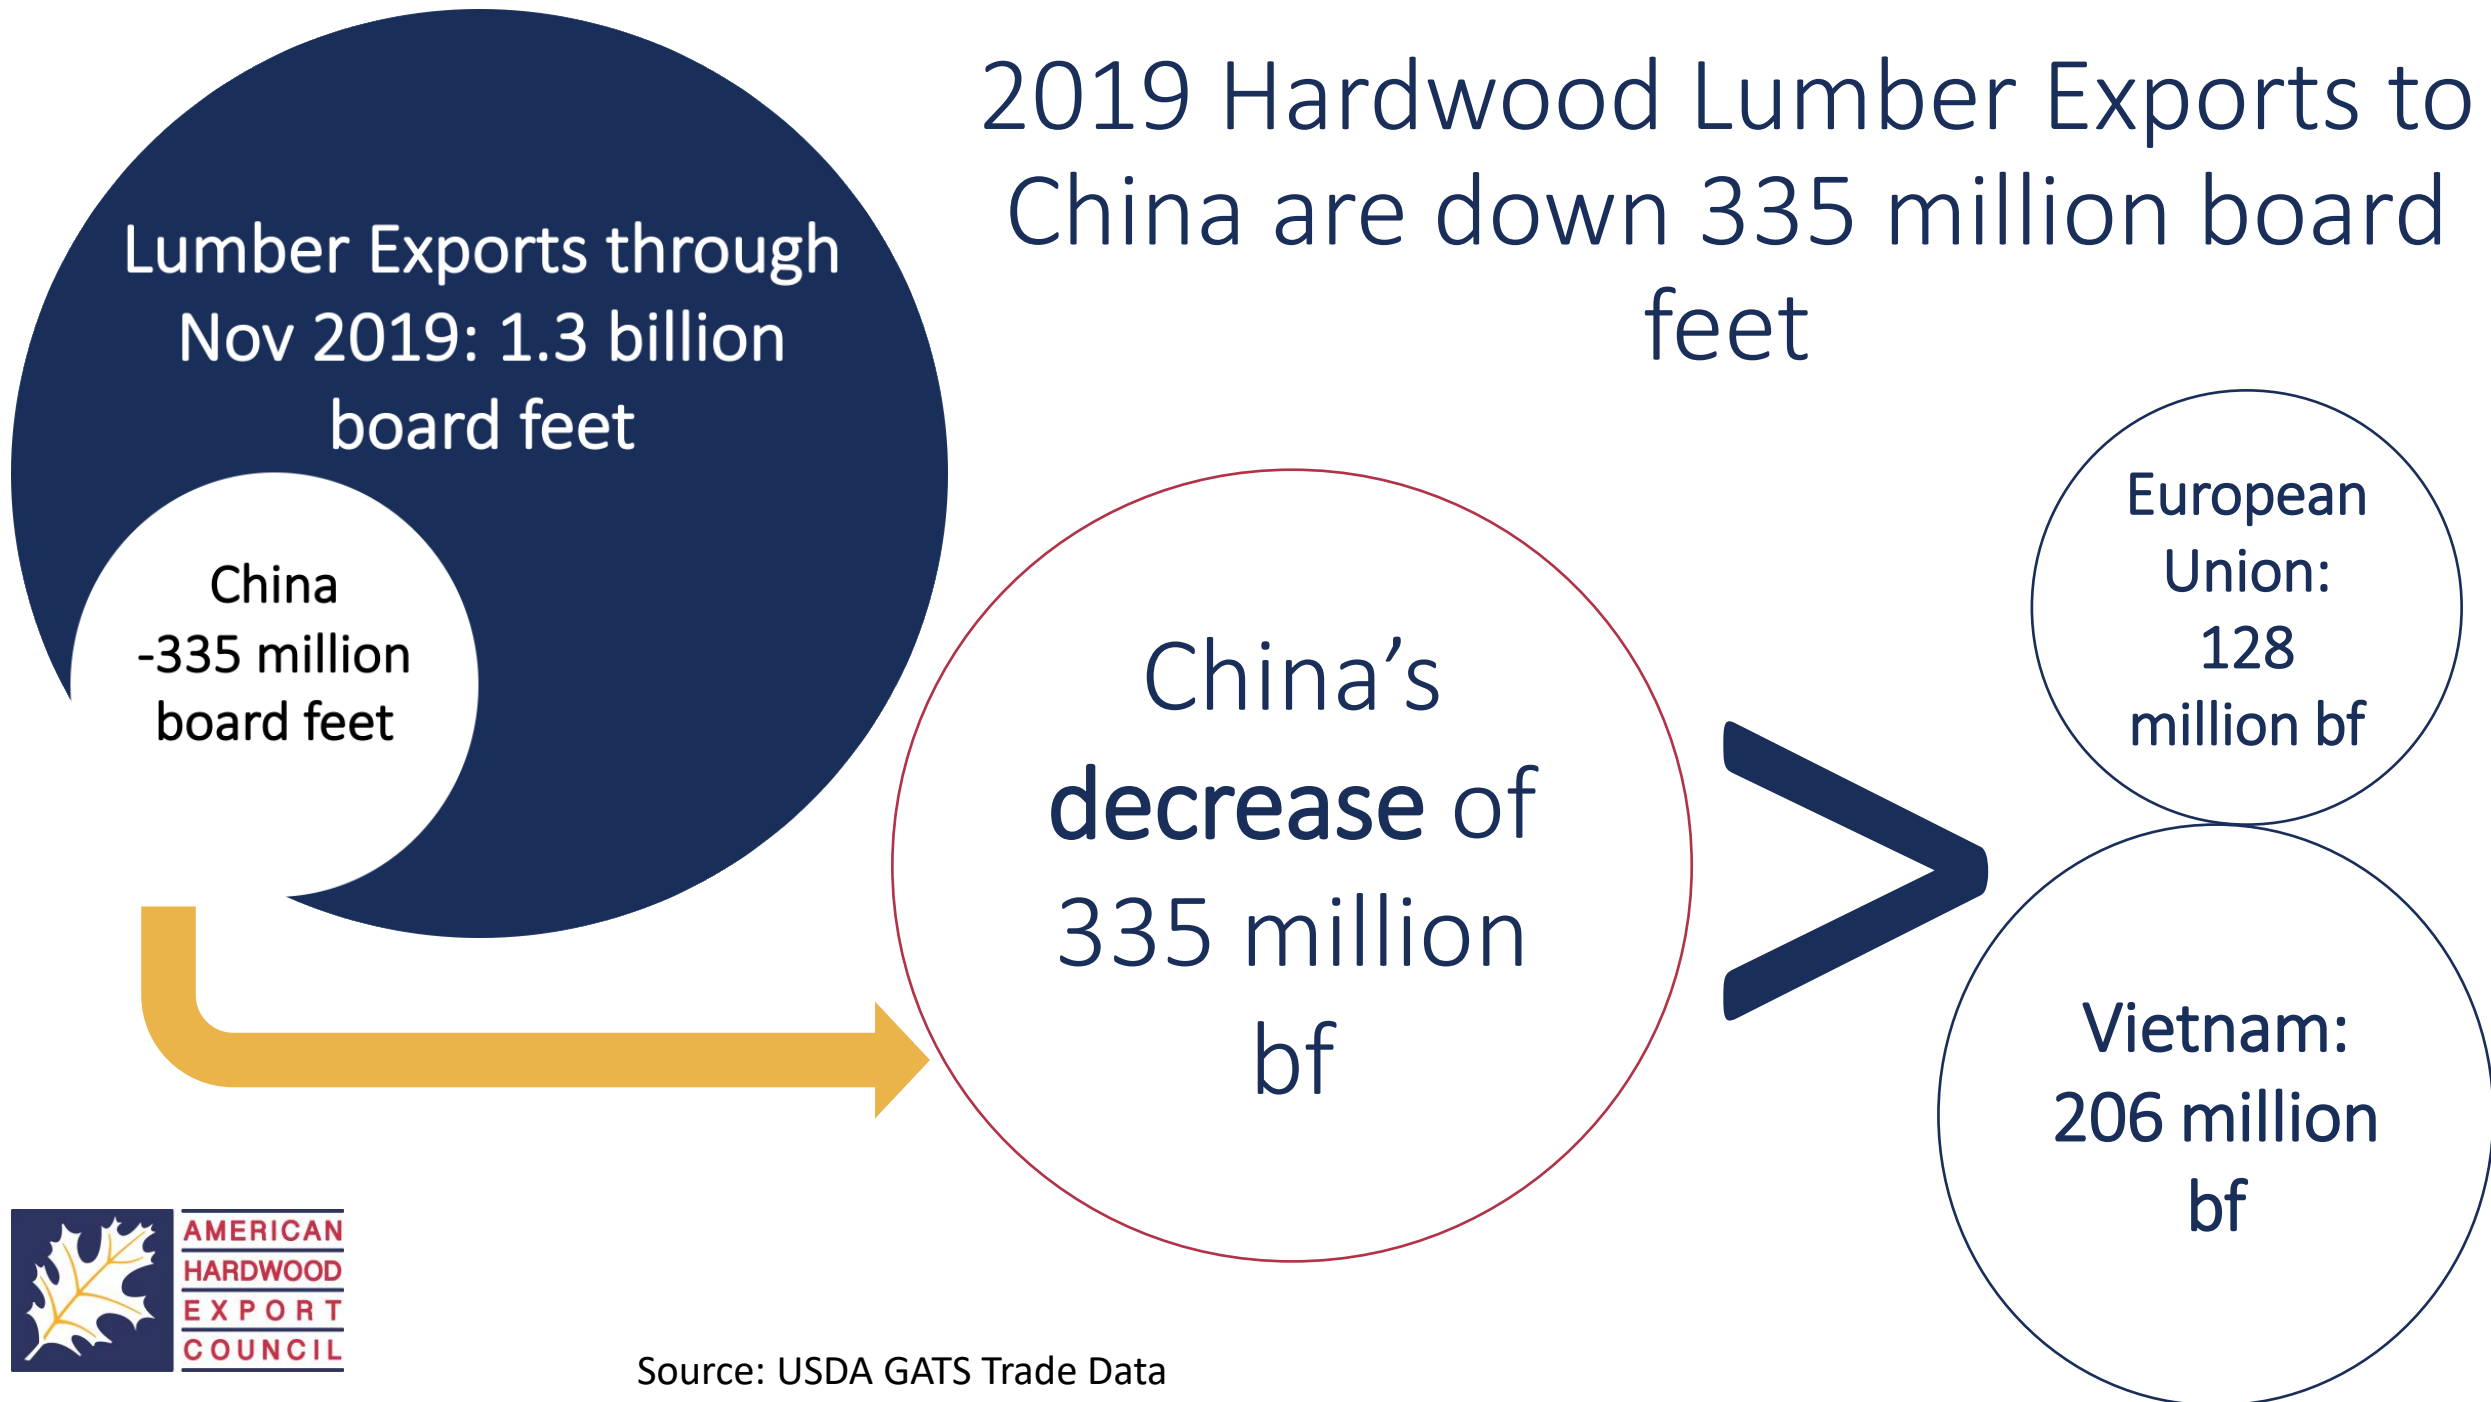 2019 Hardwood Lumber Exports to
China are down 335 million board
feet
Lumber Exports through
Nov 2019: 1.3 billion
board feet
China
-335 million
board feet
China’s
decrease of
335 million
bf
>
European
Union:
128
million bf
Vietnam:
206 million
bf
AMERICAN
HARDWOOD
EXPORT
COUNCIL
Source: USDA GATS Trade Data